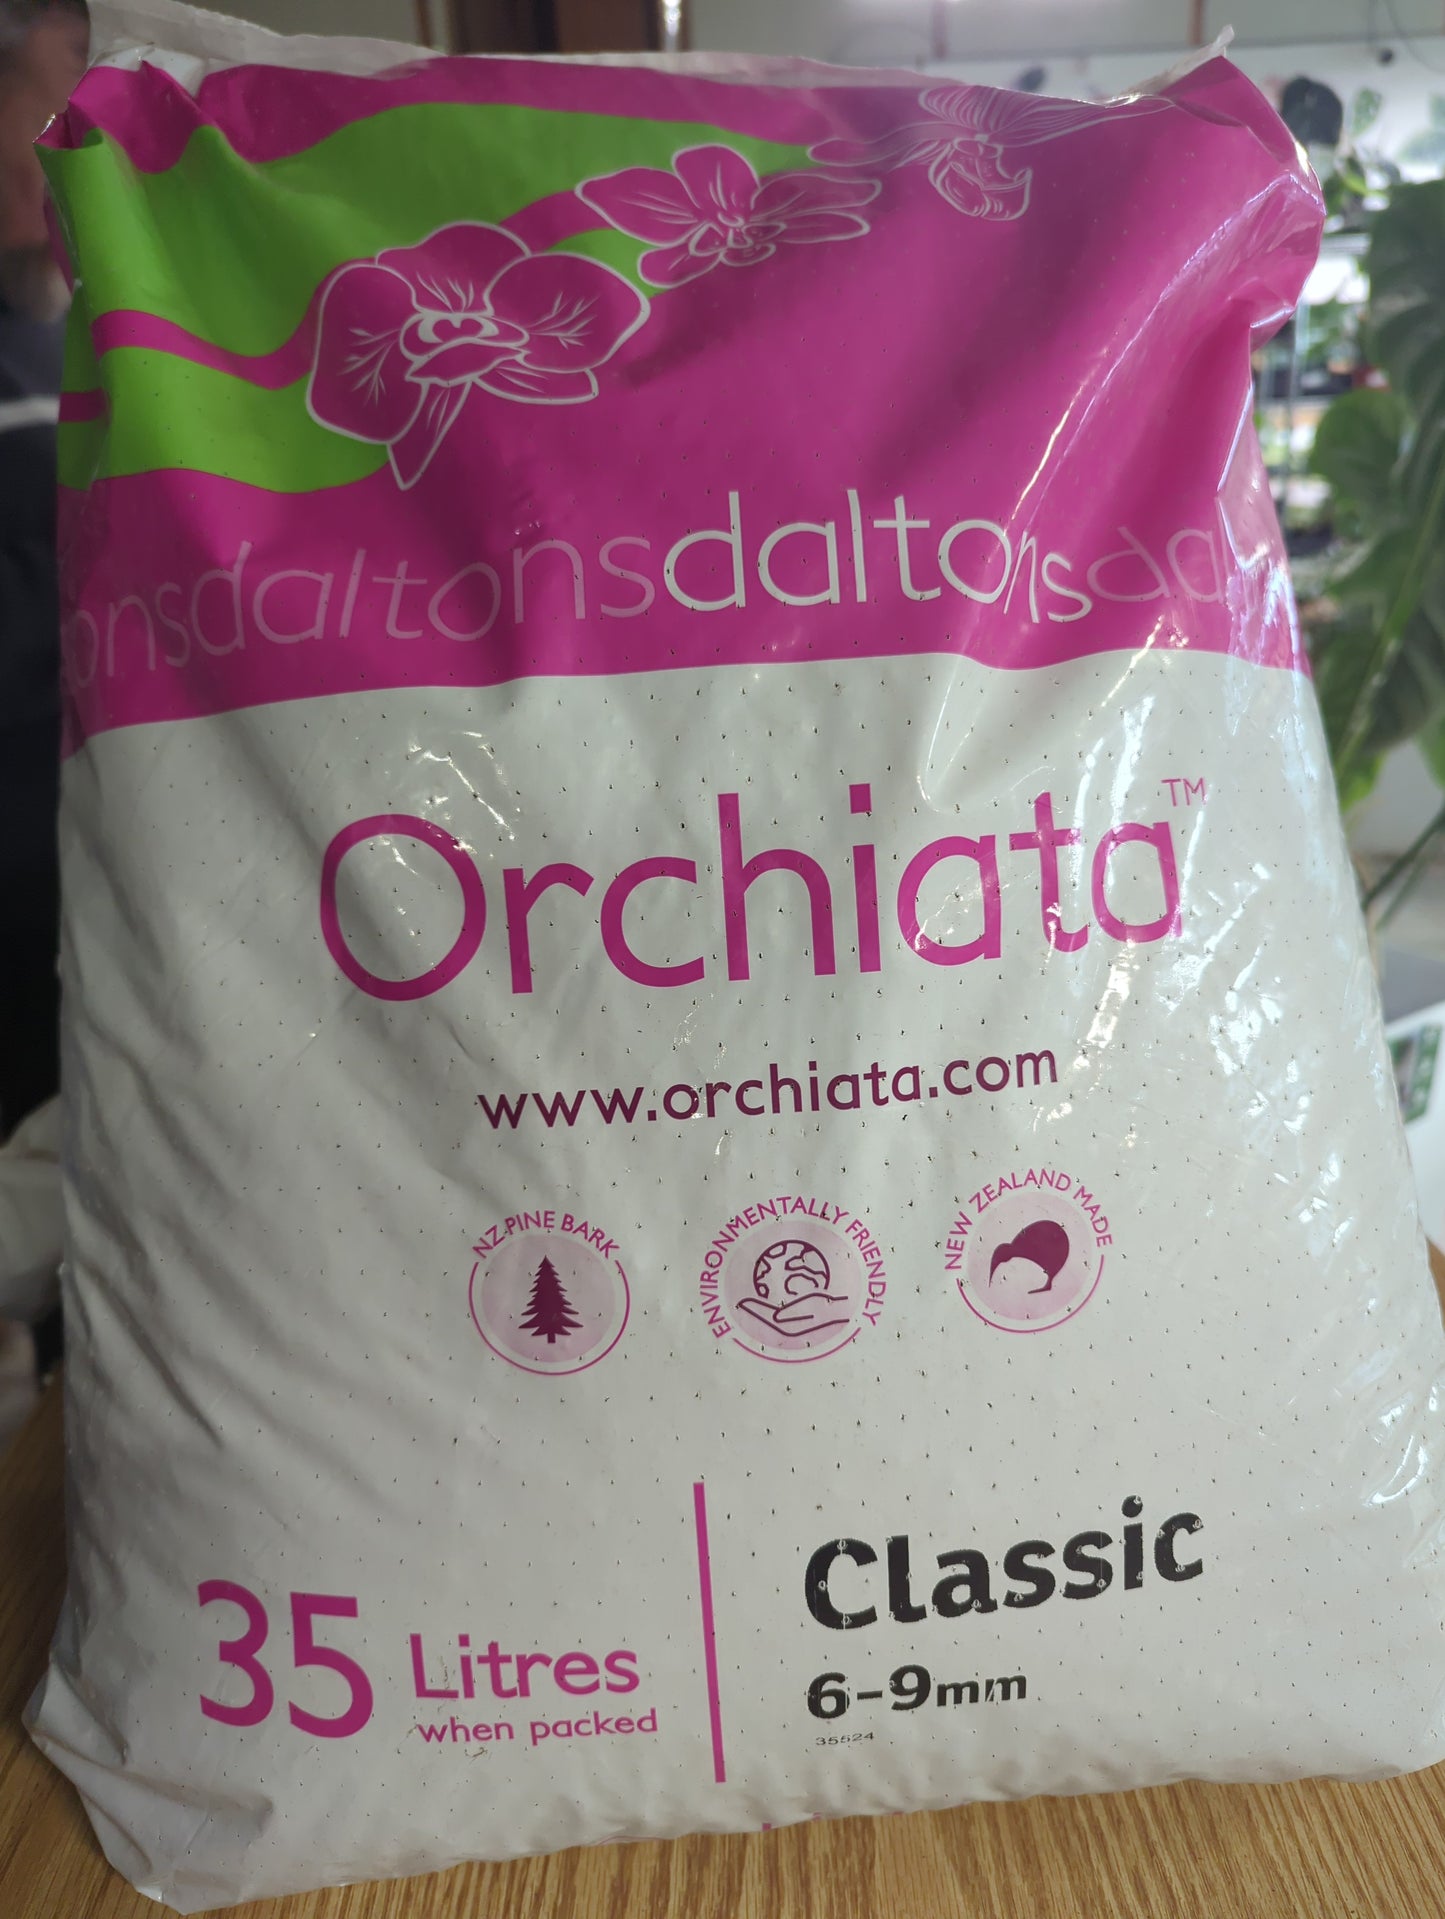 onsdaltonsdaltonsda
Orchiata™
www.orchiata.com
NZ PINE BARK
ENVIRONMENTALLY FRIENDLY
NEW ZEALAND MADE
35 Litres
when packed
Classic
6-9mm
35524